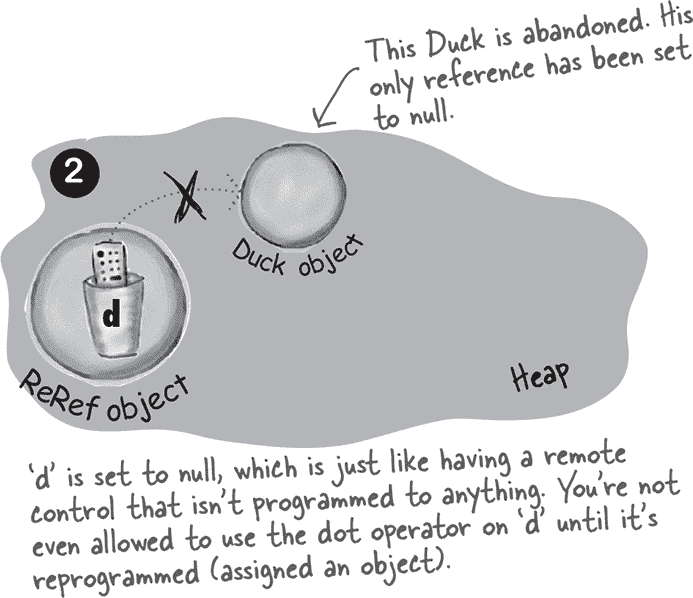 This Duck is abandoned. His
only reference has been set
to null.
2
Duck object
d
ReRef object
Heap
‘d’ is set to null, which is just like having a remote
control that isn’t programmed to anything. You’re not
even allowed to use the dot operator on ‘d’ until it’s
reprogrammed (assigned an object).